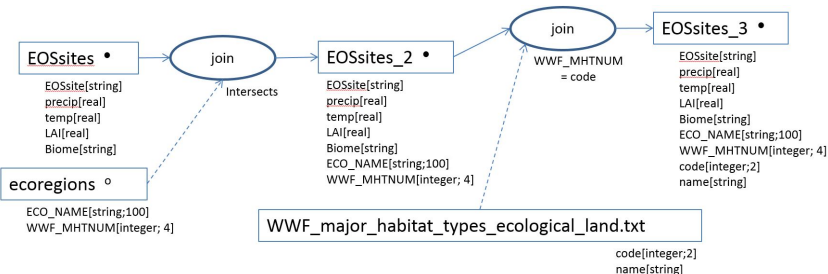 EOSsites •
EOSsite[string]
precip[real]
temp[real]
LAI[real]
Biome[string]
ecoregions o
ECO_NAME[string;100]
WWF_MHTNUM[integer; 4]
join
Intersects
EOSsites_2 •
EOSsite[string]
precip[real]
temp[real]
LAI[real]
Biome[string]
ECO_NAME[string;100]
WWF_MHTNUM[integer; 4]
join
WWF_MHTNUM
= code
EOSsites_3 •
EOSsite[string]
precip[real]
temp[real]
LAI[real]
Biome[string]
ECO_NAME[string;100]
WWF_MHTNUM[integer; 4]
code[integer;2]
name[string]
WWF_major_habitat_types_ecological_land.txt
code[integer;2]
name[string]